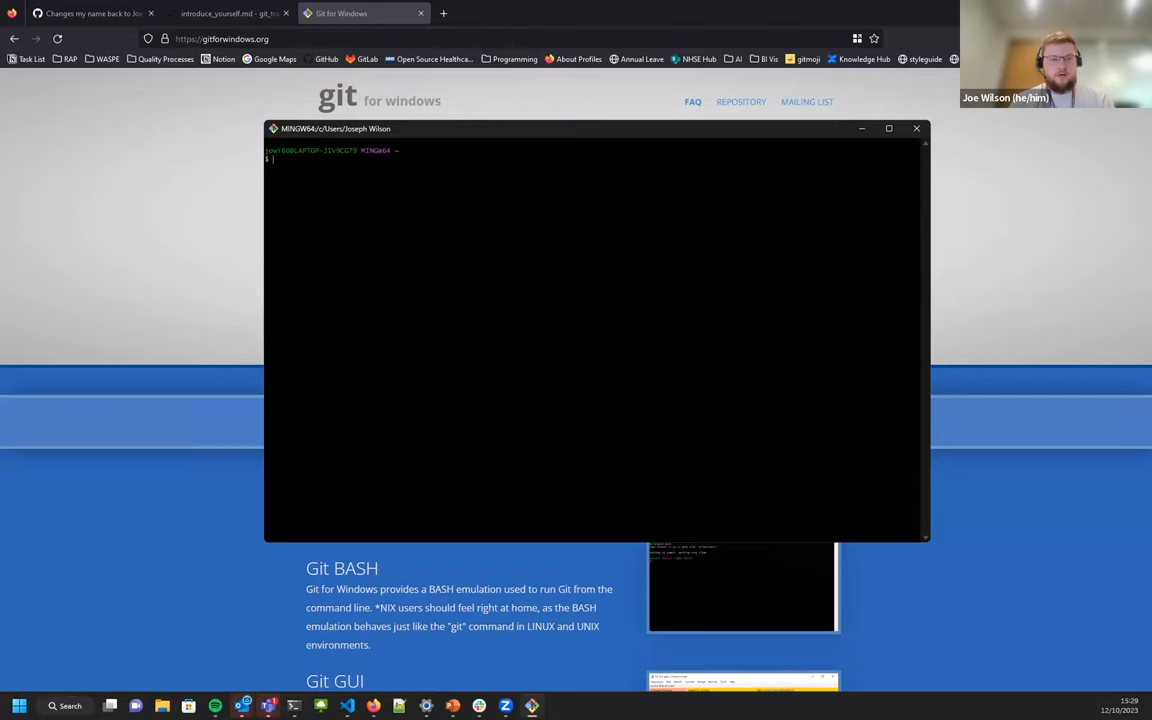 Changes my name back to Joe
introduce_yourself.md - git_tra
Git for Windows
https://gitforwindows.org
Task List
RAP
WASPE
Quality Processes
Notion
Google Maps
GitHub
GitLab
Open Source Healthca...
Programming
About Profiles
Annual Leave
NSHE Hub
AI
BI Vis
gitmoji
Knowledge Hub
styleguide
Joe Wilson (he/him)
git for windows
FAQ
REPOSITORY
MAILING LIST
MINGW64:/c/Users/Joseph Wilson
MINGW64 ~
$
Git BASH
Git for Windows provides a BASH emulation used to run Git from the
command line. *NIX users should feel right at home, as the BASH
emulation behaves just like the "git" command in LINUX and UNIX
environments.
Git GUI
Search
15:29
12/10/2023